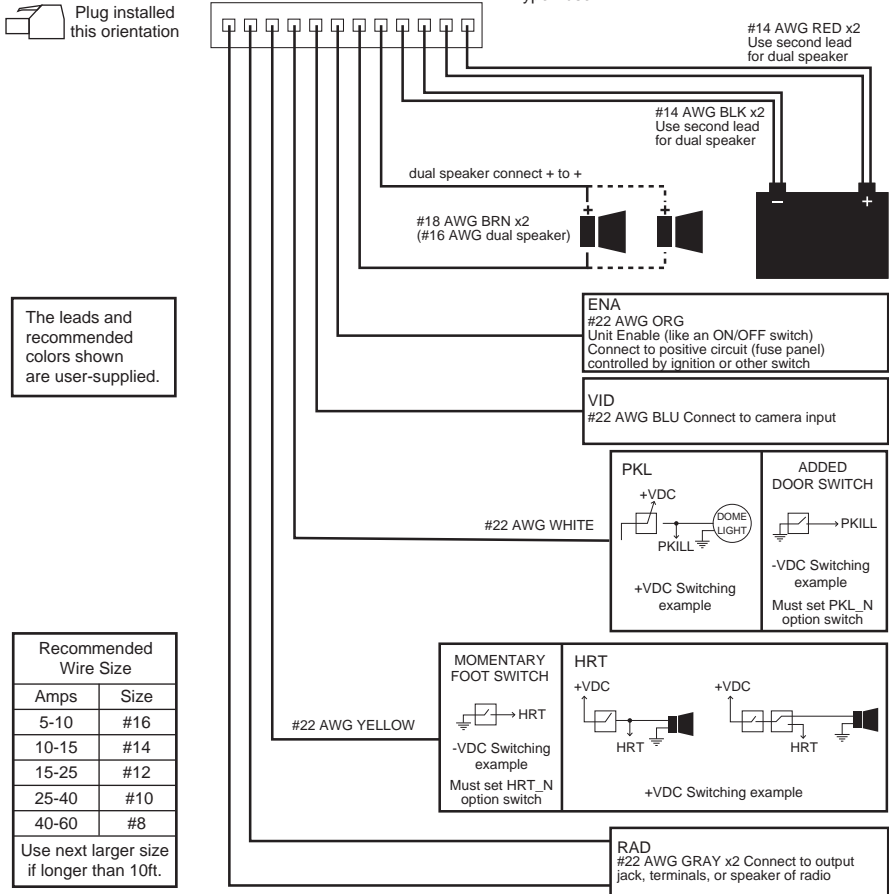 Plug installed
this orientation
#14 AWG RED x2
Use second lead
for dual speaker
#14 AWG BLK x2
Use second lead
for dual speaker
dual speaker connect + to +
#18 AWG BRN x2
(#16 AWG dual speaker)
+
+
−
+
The leads and
recommended
colors shown
are user-supplied.
ENA
#22 AWG ORG
Unit Enable (like an ON/OFF switch)
Connect to positive circuit (fuse panel)
controlled by ignition or other switch
VID
#22 AWG BLU Connect to camera input
#22 AWG WHITE
PKL
+VDC
DOME
LIGHT
PKILL
+VDC Switching
example
ADDED
DOOR SWITCH
PKILL
-VDC Switching
example
Must set PKL_N
option switch
Recommended
Wire Size
Amps Size
5-10 #16
10-15 #14
15-25 #12
25-40 #10
40-60 #8
Use next larger size
if longer than 10ft.
#22 AWG YELLOW
MOMENTARY
FOOT SWITCH
HRT
-VDC Switching
example
Must set HRT_N
option switch
HRT
+VDC
HRT
+VDC
HRT
+VDC Switching example
RAD
#22 AWG GRAY x2 Connect to output
jack, terminals, or speaker of radio